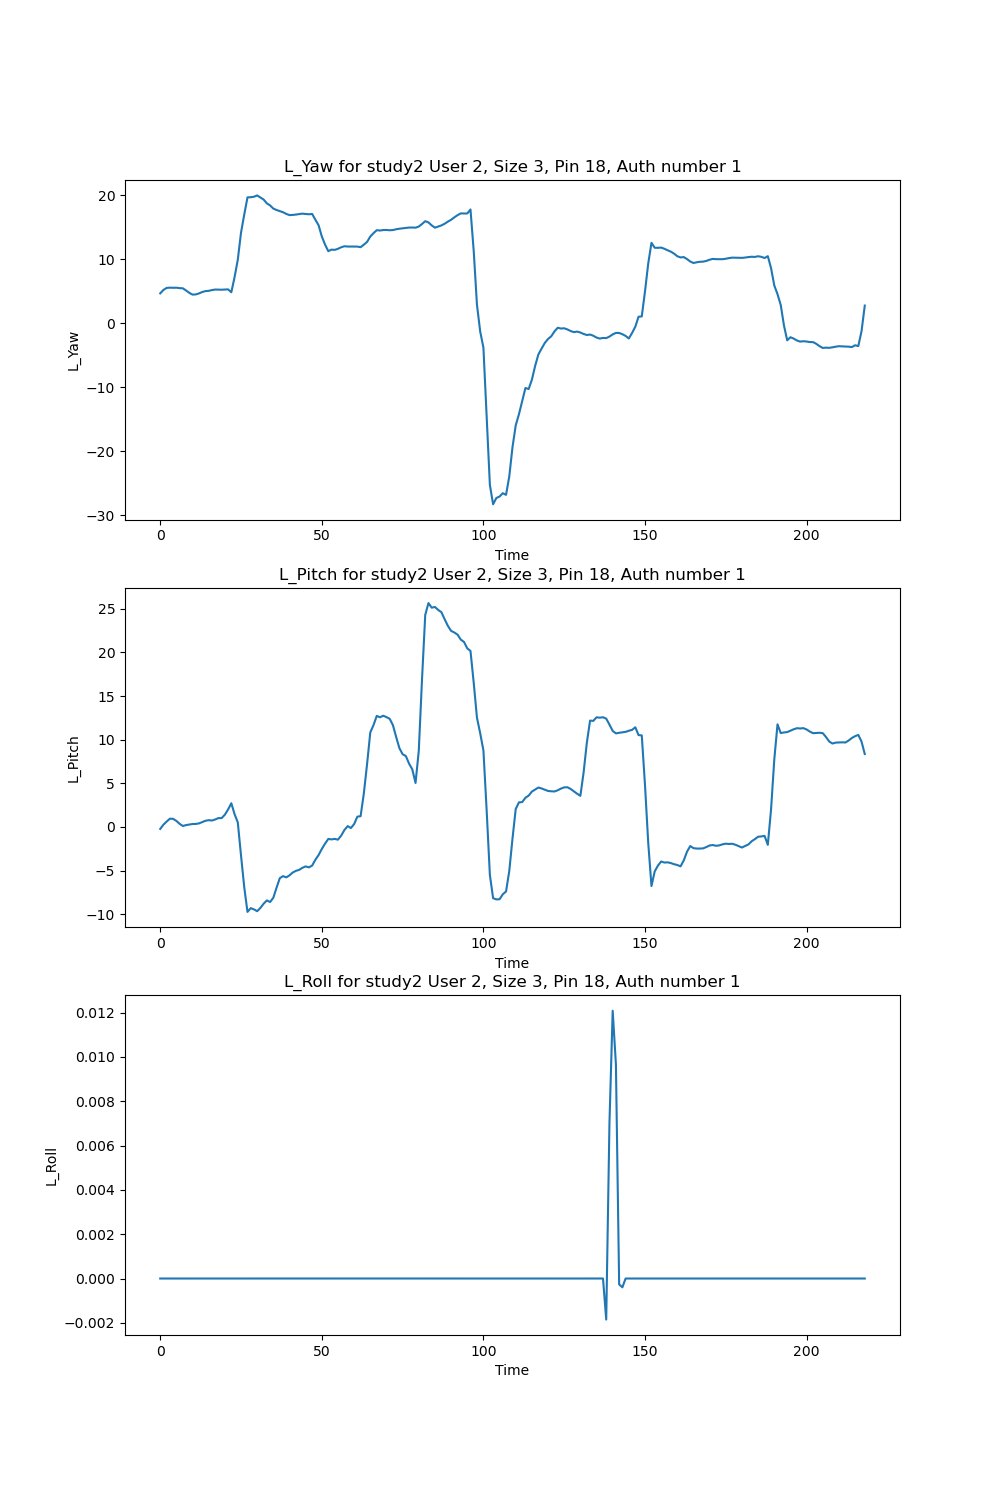 L_Yaw for study2 User 2, Size 3, Pin 18, Auth number 1
20
10
0
−10
−20
−30
L_Yaw
0 50 100 150 200
Time
L_Pitch for study2 User 2, Size 3, Pin 18, Auth number 1
25
20
15
10
5
0
−5
−10
L_Pitch
0 50 100 150 200
Time
L_Roll for study2 User 2, Size 3, Pin 18, Auth number 1
0.012
0.010
0.008
0.006
0.004
0.002
0.000
−0.002
L_Roll
0 50 100 150 200
Time